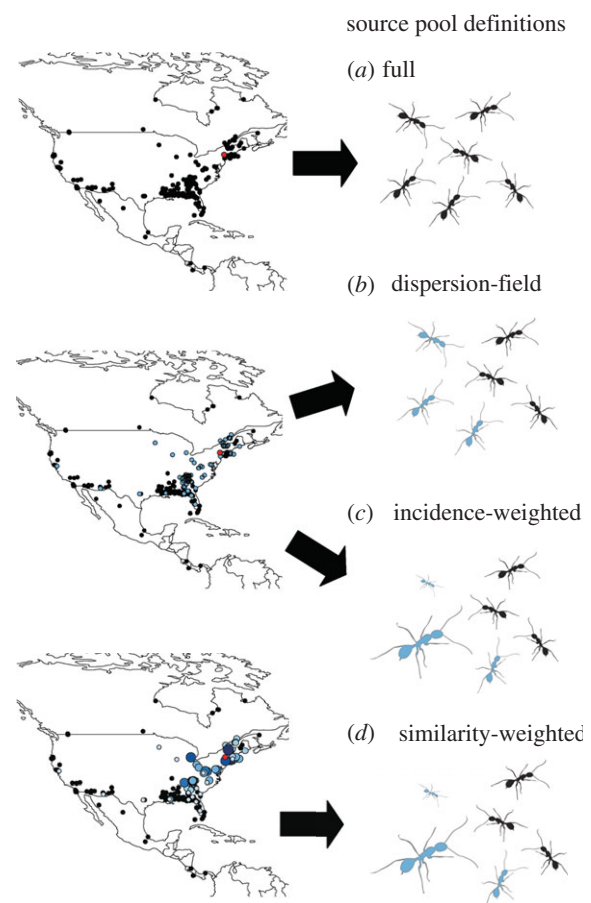 source pool definitions
(a) full
(b) dispersion-field
(c) incidence-weighted
(d) similarity-weighted